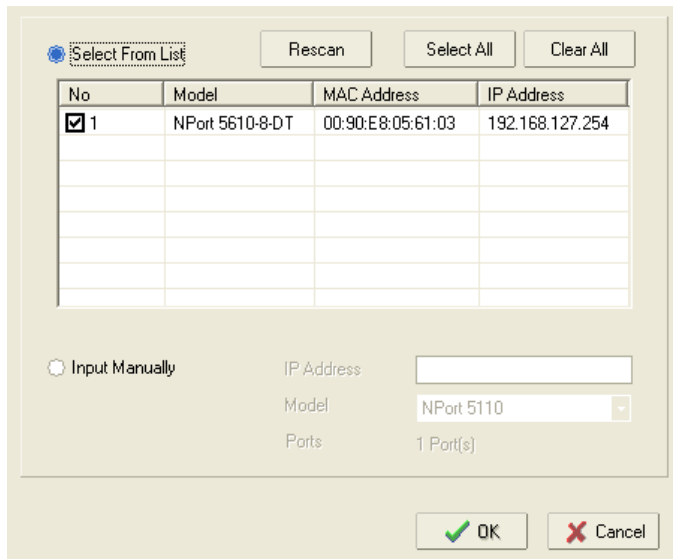 Select From List Rescan Select All Clear All
No Model MAC Address IP Address
1 NPort 5610-8-DT 00:90:E8:05:61:03 192.168.127.254
Input Manually IP Address
Model NPort 5110
Ports 1 Port(s)
OK Cancel